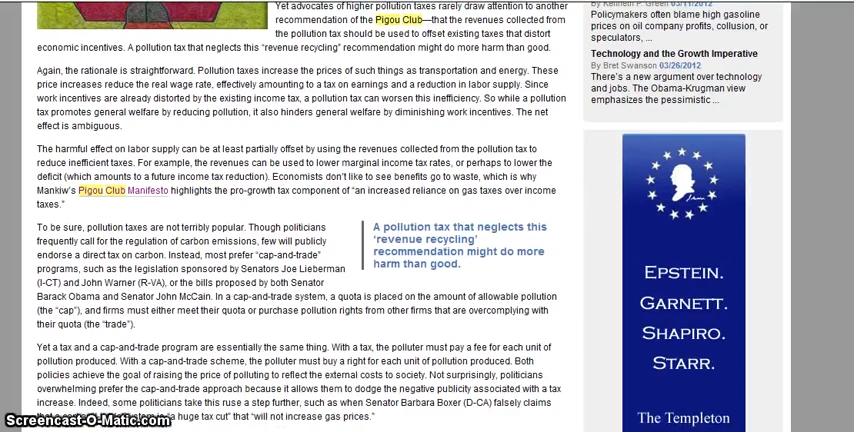 Yet advocates of higher pollution taxes rarely draw attention to another
recommendation of the Pigou Club—that the revenues collected from
the pollution tax should be used to offset existing taxes that distort
economic incentives. A pollution tax that neglects this “revenue recycling” recommendation might do more harm than good.
Again, the rationale is straightforward. Pollution taxes increase the prices of such things as transportation and energy. These
price increases reduce the real wage rate, effectively amounting to a tax on earnings and a reduction in labor supply. Since
work incentives are already distorted by the existing income tax, a pollution tax can worsen this inefficiency. So while a pollution
tax promotes general welfare by reducing pollution, it also hinders general welfare by diminishing work incentives. The net
effect is ambiguous.
The harmful effect on labor supply can be at least partially offset by using the revenues collected from the pollution tax to
reduce inefficient taxes. For example, the revenues can be used to lower marginal income tax rates, or perhaps to lower the
deficit (which amounts to a future income tax reduction). Economists don’t like to see benefits go to waste, which is why
Mankiw’s Pigou Club Manifesto highlights the pro-growth tax component of “an increased reliance on gas taxes over income
taxes.”
To be sure, pollution taxes are not terribly popular. Though politicians
frequently call for the regulation of carbon emissions, few will publicly
endorse a direct tax on carbon. Instead, most prefer “cap-and-trade”
programs, such as the legislation sponsored by Senators Joe Lieberman
(I-CT) and John Warner (R-VA), or the bills proposed by both Senator
Barack Obama and Senator John McCain. In a cap-and-trade system, a quota is placed on the amount of allowable pollution
(the “cap”), and firms must either meet their quota or purchase pollution rights from other firms that are overcomplying with
their quota (the “trade”).
A pollution tax that neglects this
‘revenue recycling’
recommendation might do more
harm than good.
Yet a tax and a cap-and-trade program are essentially the same thing. With a tax, the polluter must pay a fee for each unit of
pollution produced. With a cap-and-trade scheme, the polluter must buy a right for each unit of pollution produced. Both
policies achieve the goal of raising the price of polluting to reflect the external costs to society. Not surprisingly, politicians
overwhelming prefer the cap-and-trade approach because it allows them to dodge the negative publicity associated with a tax
increase. Indeed, some politicians take this ruse a step further, such as when Senator Barbara Boxer (D-CA) falsely claims
“a huge tax cut” that “will not increase gas prices.”
By Kenneth P. Green 03/11/2012
Policymakers often blame high gasoline
prices on oil company profits, collusion, or
speculators, ...
Technology and the Growth Imperative
By Bret Swanson 03/26/2012
There’s a new argument over technology
and jobs. The Obama-Krugman view
emphasizes the pessimistic ...
EPSTEIN.
GARNETT.
SHAPIRO.
STARR.
The Templeton
Screencast-O-Matic.com